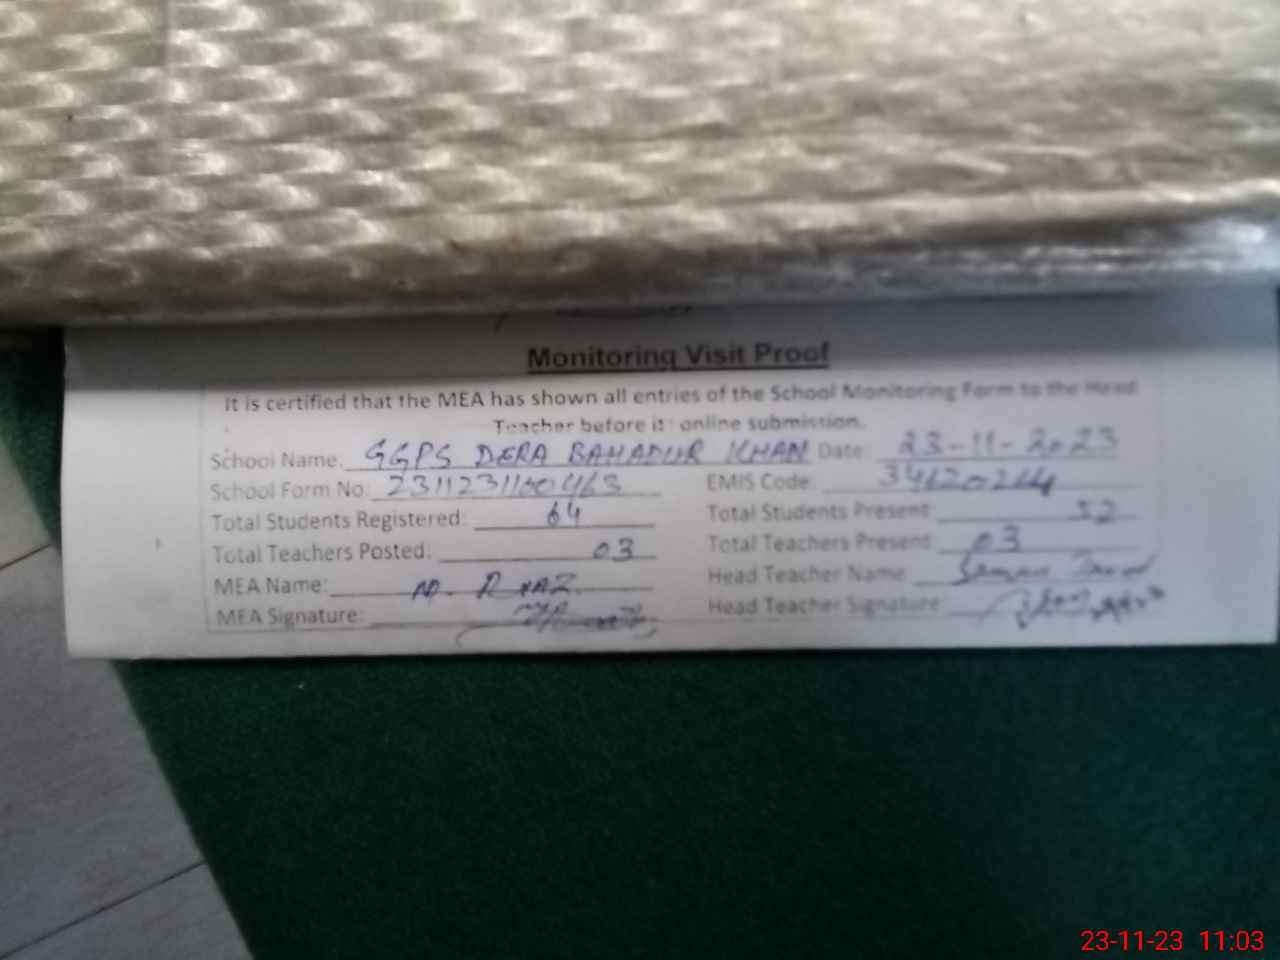 Monitoring Visit Proof
It is certified that the MEA has shown all entries of the School Monitoring Form to the Head
Teacher before it online submission.
School Name: GGPS DERA BAHADUR KHAN Date: 23-11-2023
School Form No: 2311231160463 EMIS Code:
Total Students Registered: 64 Total Students Present 52
Total Teachers Posted: 03 Total Teachers Present: 03
MEA Name: M. RIAZ Head Teacher Name
MEA Signature: Head Teacher Signature
23-11-23 11:03